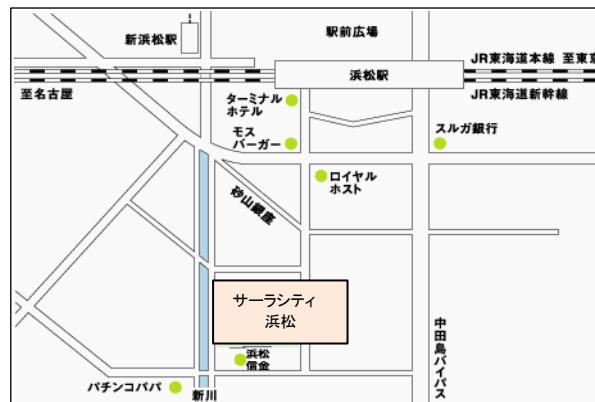 新浜松駅
駅前広場
JR東海道本線 至東京
浜松駅
至名古屋
JR東海道新幹線
ターミナル
ホテル
モス
バーガー
スルガ銀行
ロイヤル
ホスト
砂山銀座
サーラシティ
浜松
中田島バイパス
浜松
信金
パチンコパパ
新川